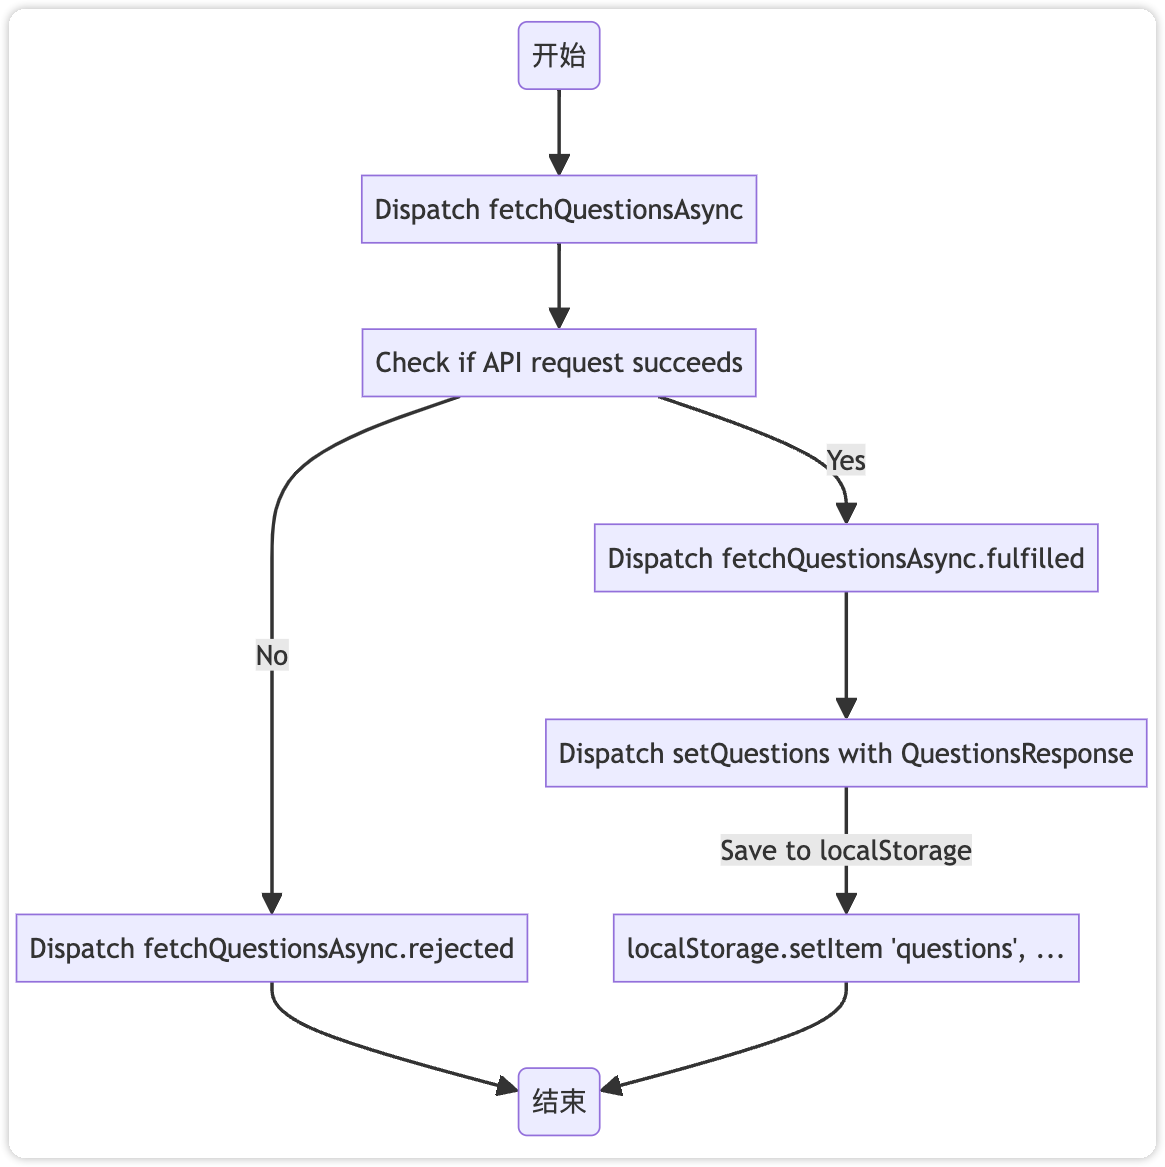 开始
Dispatch fetchQuestionsAsync
Check if API request succeeds
Yes
Dispatch fetchQuestionsAsync.fulfilled
No
Dispatch setQuestions with QuestionsResponse
Save to localStorage
Dispatch fetchQuestionsAsync.rejected
localStorage.setItem 'questions', ...
结束